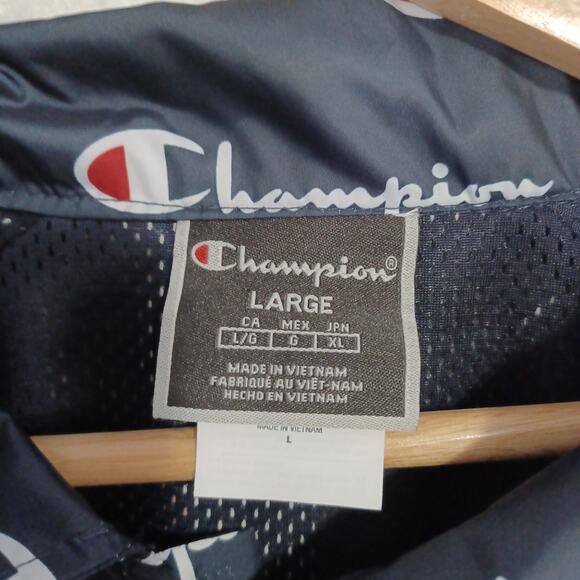 Champion
Champion®
LARGE
CA MEX JPN
L/G G XL
MADE IN VIETNAM
FABRIQUÉ AU VIÊT-NAM
HECHO EN VIETNAM
MADE IN VIETNAM
L